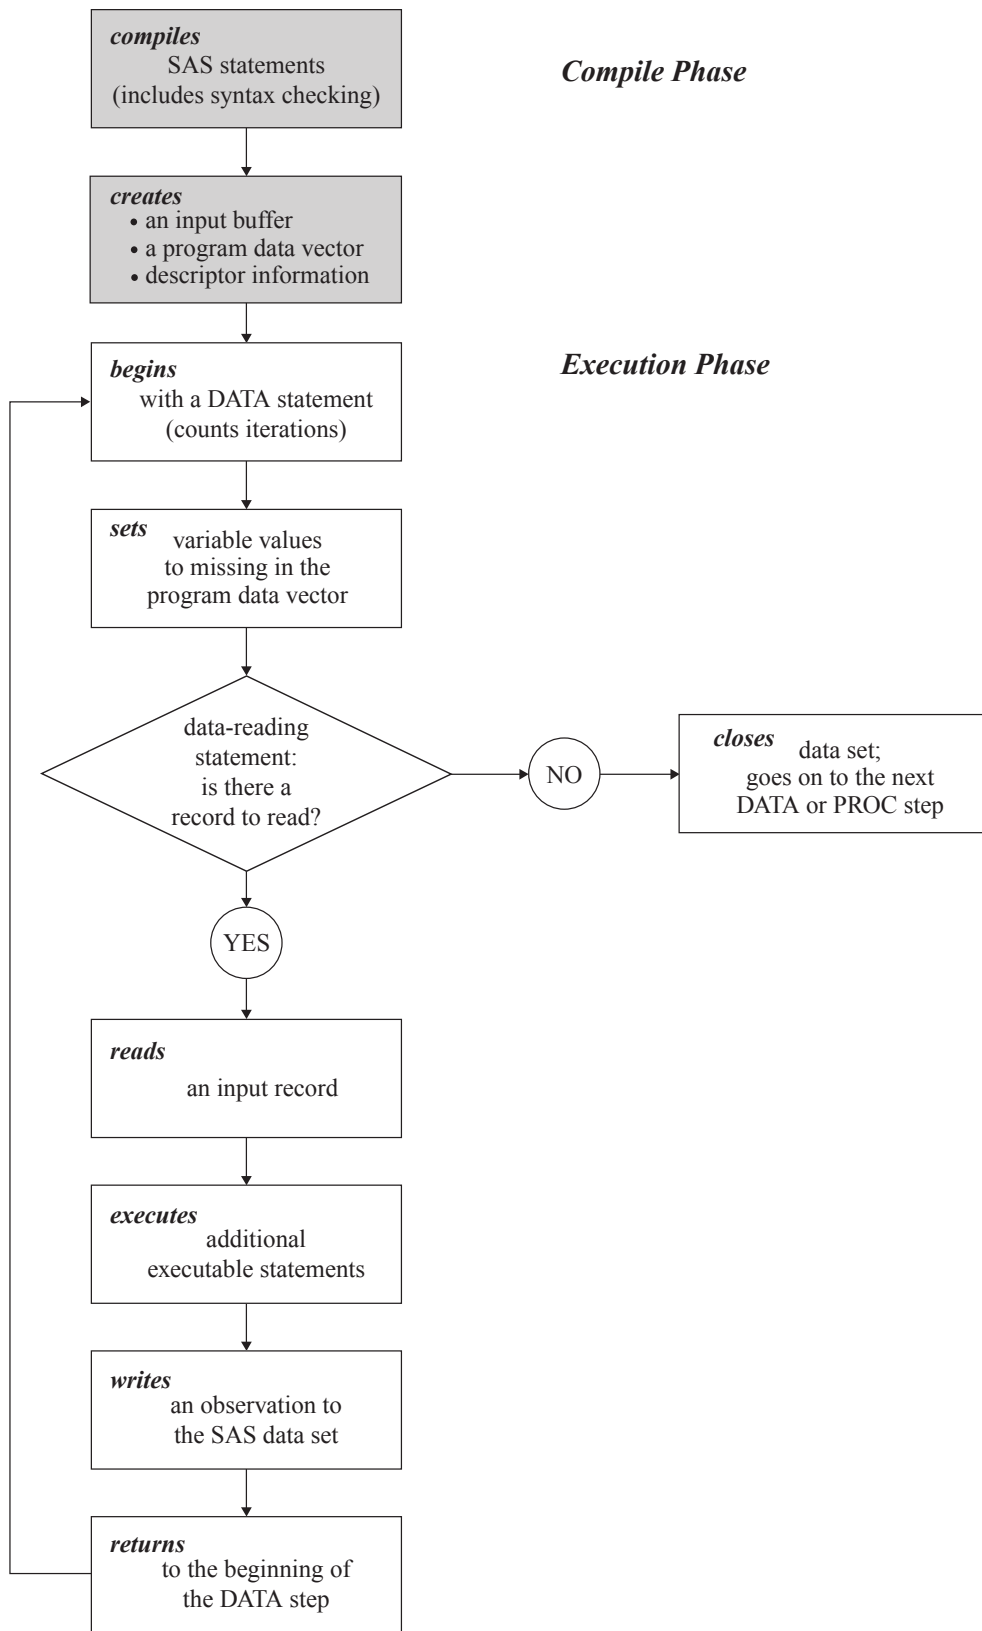 compiles
SAS statements
(includes syntax checking)
Compile Phase
creates
• an input buffer
• a program data vector
• descriptor information
begins
with a DATA statement
(counts iterations)
Execution Phase
sets variable values
to missing in the
program data vector
data-reading
statement:
is there a
record to read?
NO
closes data set;
goes on to the next
DATA or PROC step
YES
reads
an input record
executes
additional
executable statements
writes
an observation to
the SAS data set
returns
to the beginning of
the DATA step